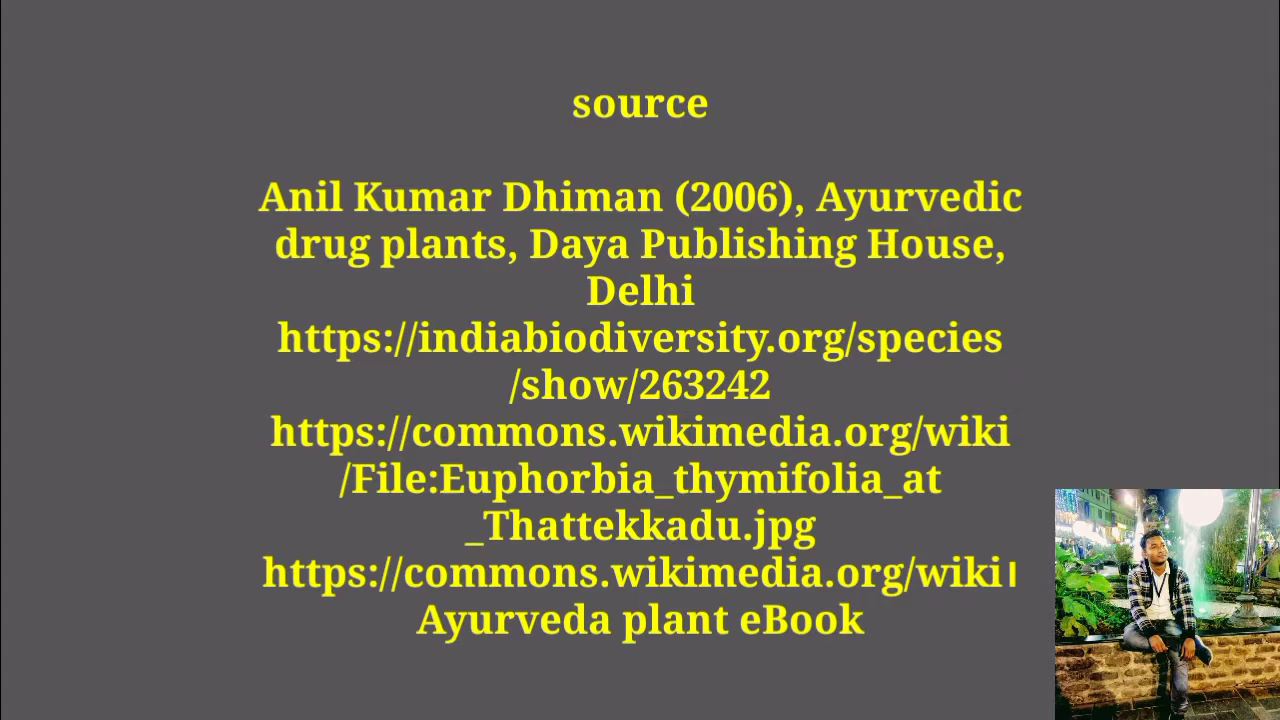 source
Anil Kumar Dhiman (2006), Ayurvedic
drug plants, Daya Publishing House,
Delhi
https://indiabiodiversity.org/species
/show/263242
https://commons.wikimedia.org/wiki
/File:Euphorbia_thymifolia_at
_Thattekkadu.jpg
https://commons.wikimedia.org/wiki।
Ayurveda plant eBook